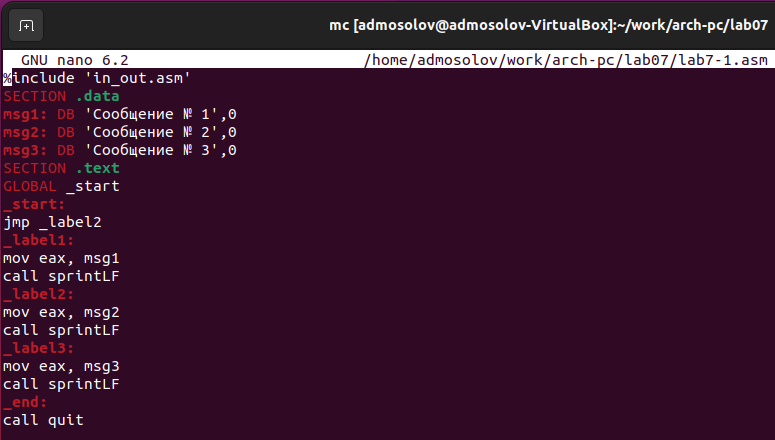 mc [admosolov@admosolov-VirtualBox]:~/work/arch-pc/lab07
GNU nano 6.2 /home/admosolov/work/arch-pc/lab07/lab7-1.asm
%include 'in_out.asm'
SECTION .data
msg1: DB 'Сообщение № 1',0
msg2: DB 'Сообщение № 2',0
msg3: DB 'Сообщение № 3',0
SECTION .text
GLOBAL _start
_start:
jmp _label2
_label1:
mov eax, msg1
call sprintLF
_label2:
mov eax, msg2
call sprintLF
_label3:
mov eax, msg3
call sprintLF
_end:
call quit